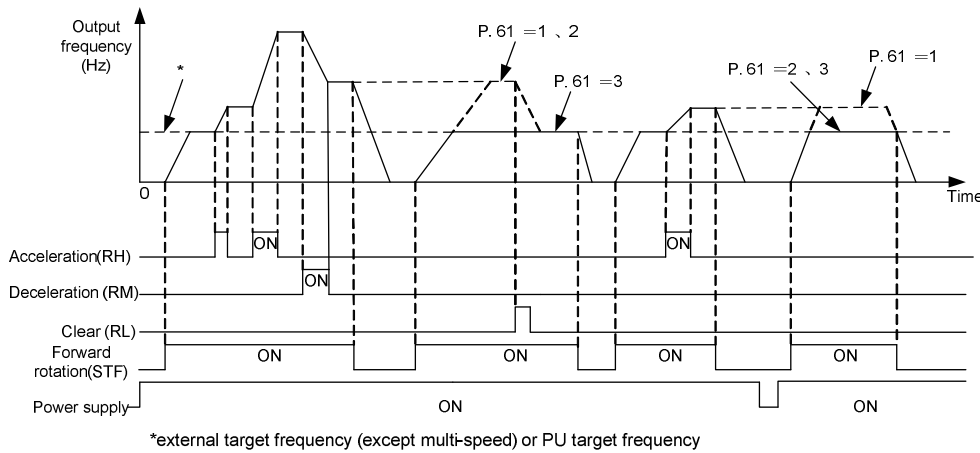 Output
frequency
(Hz)
*
P. 61 =1 、2
P.61 =3
P.61 =2 、3
P.61 =1
0
Time
Acceleration(RH)
ON
ON
Deceleration (RM)
ON
Clear (RL)
Forward
rotation(STF)
ON
ON
ON
ON
Power supply
ON
ON
*external target frequency (except multi-speed) or PU target frequency